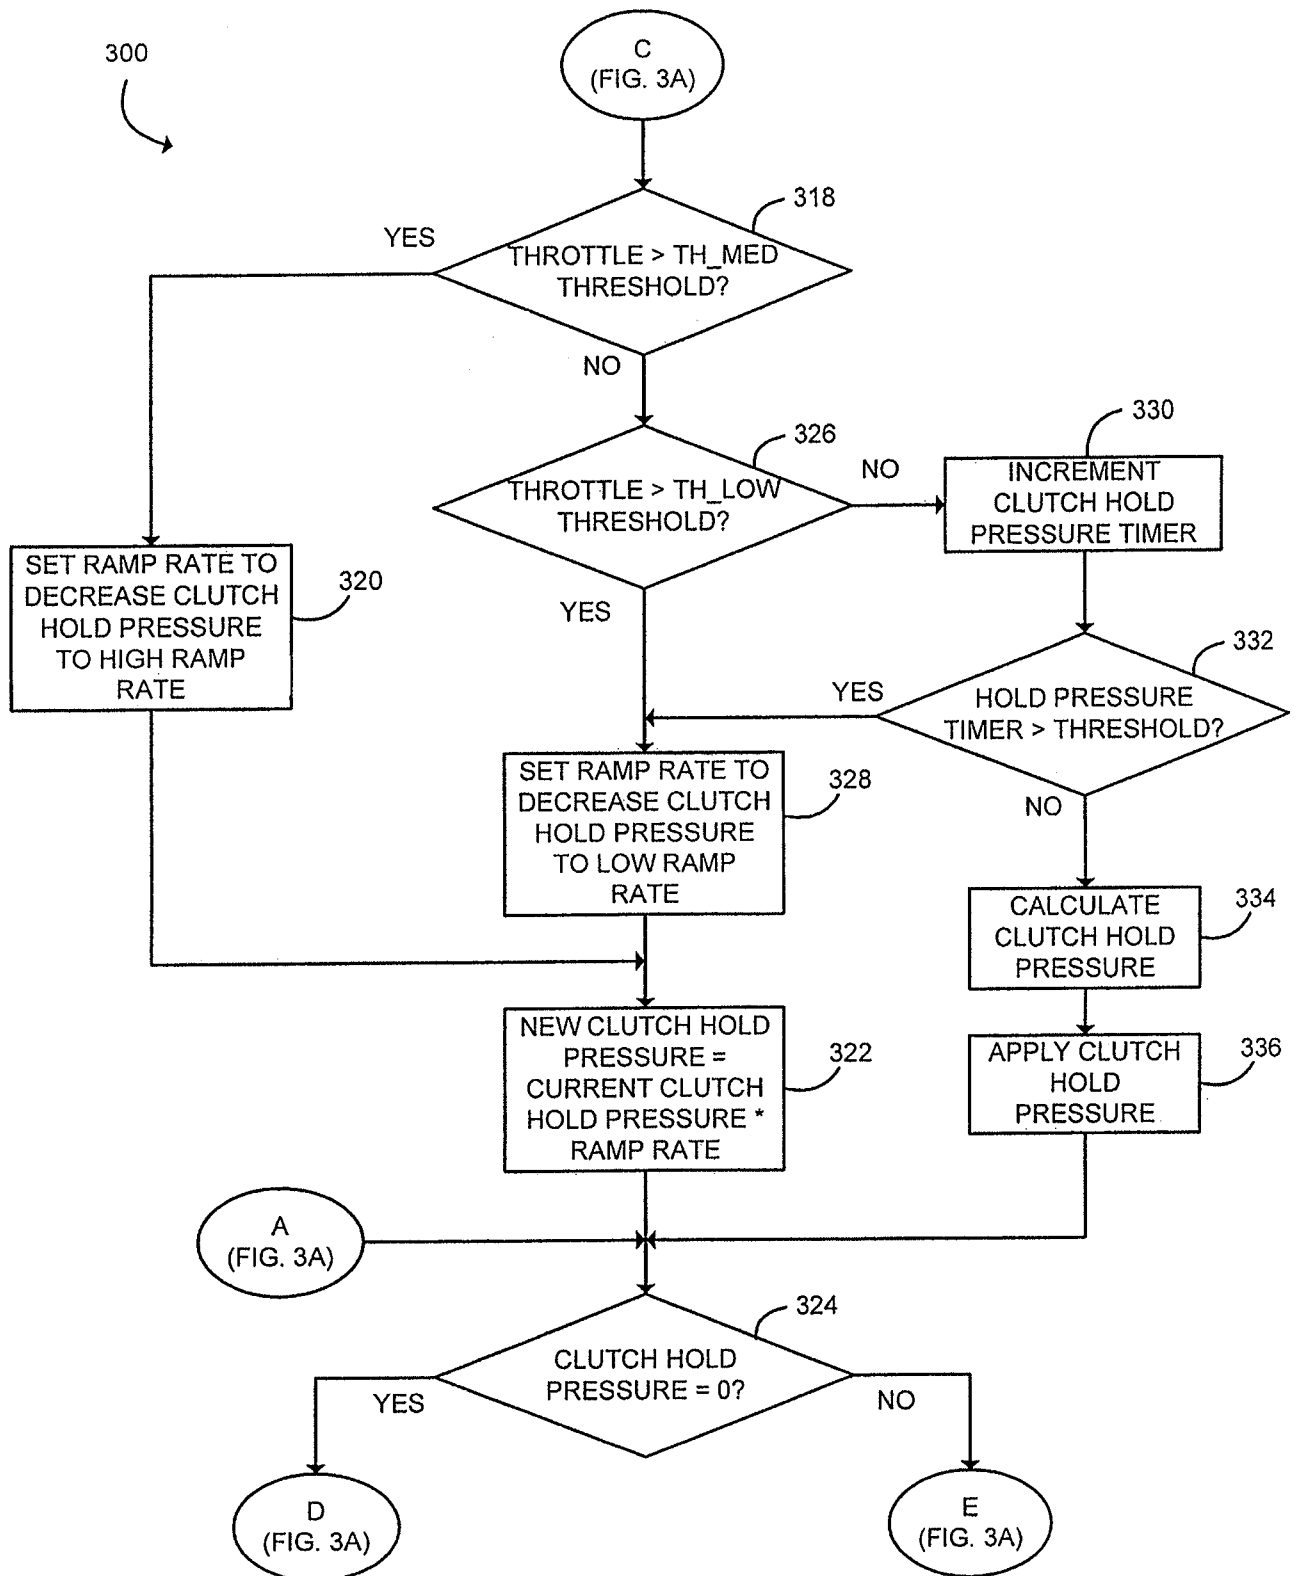 300
C
(FIG. 3A)
318
YES
THROTTLE > TH_MED
THRESHOLD?
NO
326
THROTTLE > TH_LOW
THRESHOLD?
NO
330
INCREMENT
CLUTCH HOLD
PRESSURE TIMER
SET RAMP RATE TO
DECREASE CLUTCH
HOLD PRESSURE
TO HIGH RAMP
RATE
320
YES
332
YES
HOLD PRESSURE
TIMER > THRESHOLD?
NO
SET RAMP RATE TO
DECREASE CLUTCH
HOLD PRESSURE
TO LOW RAMP
RATE
328
CALCULATE
CLUTCH HOLD
PRESSURE
334
NEW CLUTCH HOLD
PRESSURE =
CURRENT CLUTCH
HOLD PRESSURE *
RAMP RATE
322
APPLY CLUTCH
HOLD
PRESSURE
336
A
(FIG. 3A)
324
CLUTCH HOLD
PRESSURE = 0?
YES
NO
D
(FIG. 3A)
E
(FIG. 3A)